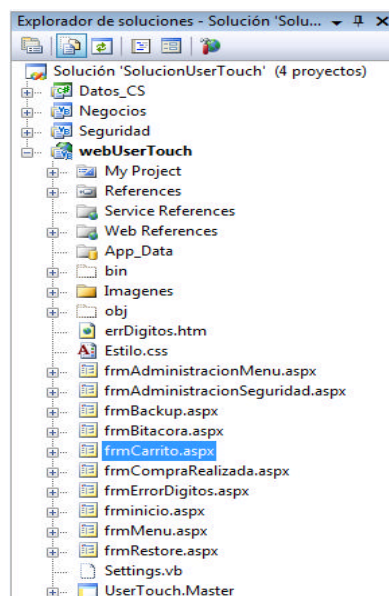 Explorador de soluciones - Solución 'Solu...
Solución 'SolucionUserTouch' (4 proyectos)
Datos_CS
Negocios
Seguridad
webUserTouch
My Project
References
Service References
Web References
App_Data
bin
Imagenes
obj
errDigitos.htm
Estilo.css
frmAdministracionMenu.aspx
frmAdministracionSeguridad.aspx
frmBackup.aspx
frmBitacora.aspx
frmCarrito.aspx
frmCompraRealizada.aspx
frmErrorDigitos.aspx
frminicio.aspx
frmMenu.aspx
frmRestore.aspx
Settings.vb
UserTouch.Master